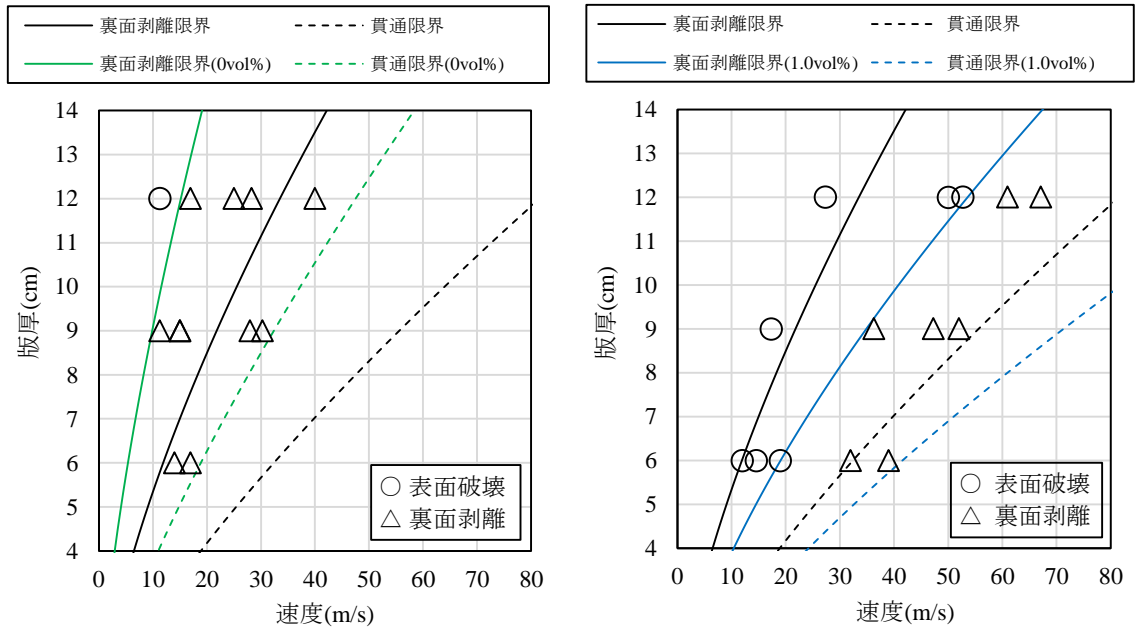 裏面剥離限界 貫通限界
裏面剥離限界(0vol%) 貫通限界(0vol%)
14
13
12
11
10
9
8
7
6
5
4
版厚(cm)
○ 表面破壊
△ 裏面剥離
0 10 20 30 40 50 60 70 80
速度(m/s)
裏面剥離限界 貫通限界
裏面剥離限界(1.0vol%) 貫通限界(1.0vol%)
14
13
12
11
10
9
8
7
6
5
4
版厚(cm)
○ 表面破壊
△ 裏面剥離
0 10 20 30 40 50 60 70 80
速度(m/s)